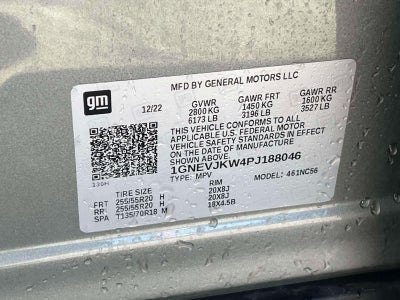 MFD BY GENERAL MOTORS LLC
gm
12/22 GVWR GAWR FRT GAWR RR
2800 KG 1450 KG 1600 KG
6173 LB 3196 LB 3527 LB
THIS VEHICLE CONFORMS TO ALL
APPLICABLE U.S. FEDERAL MOTOR
VEHICLE SAFETY STANDARDS IN EFFECT
ON THE DATE OF MANUFACTURE
SHOWN ABOVE.
1GNEVJKW4PJ188046
TYPE: MPV MODEL: 461NC56
TIRE SIZE RIM
FRT 255/55R20 H 20X8J
RR 255/55R20 H 20X8J
SPA T135/70R18 M 18X4.5B